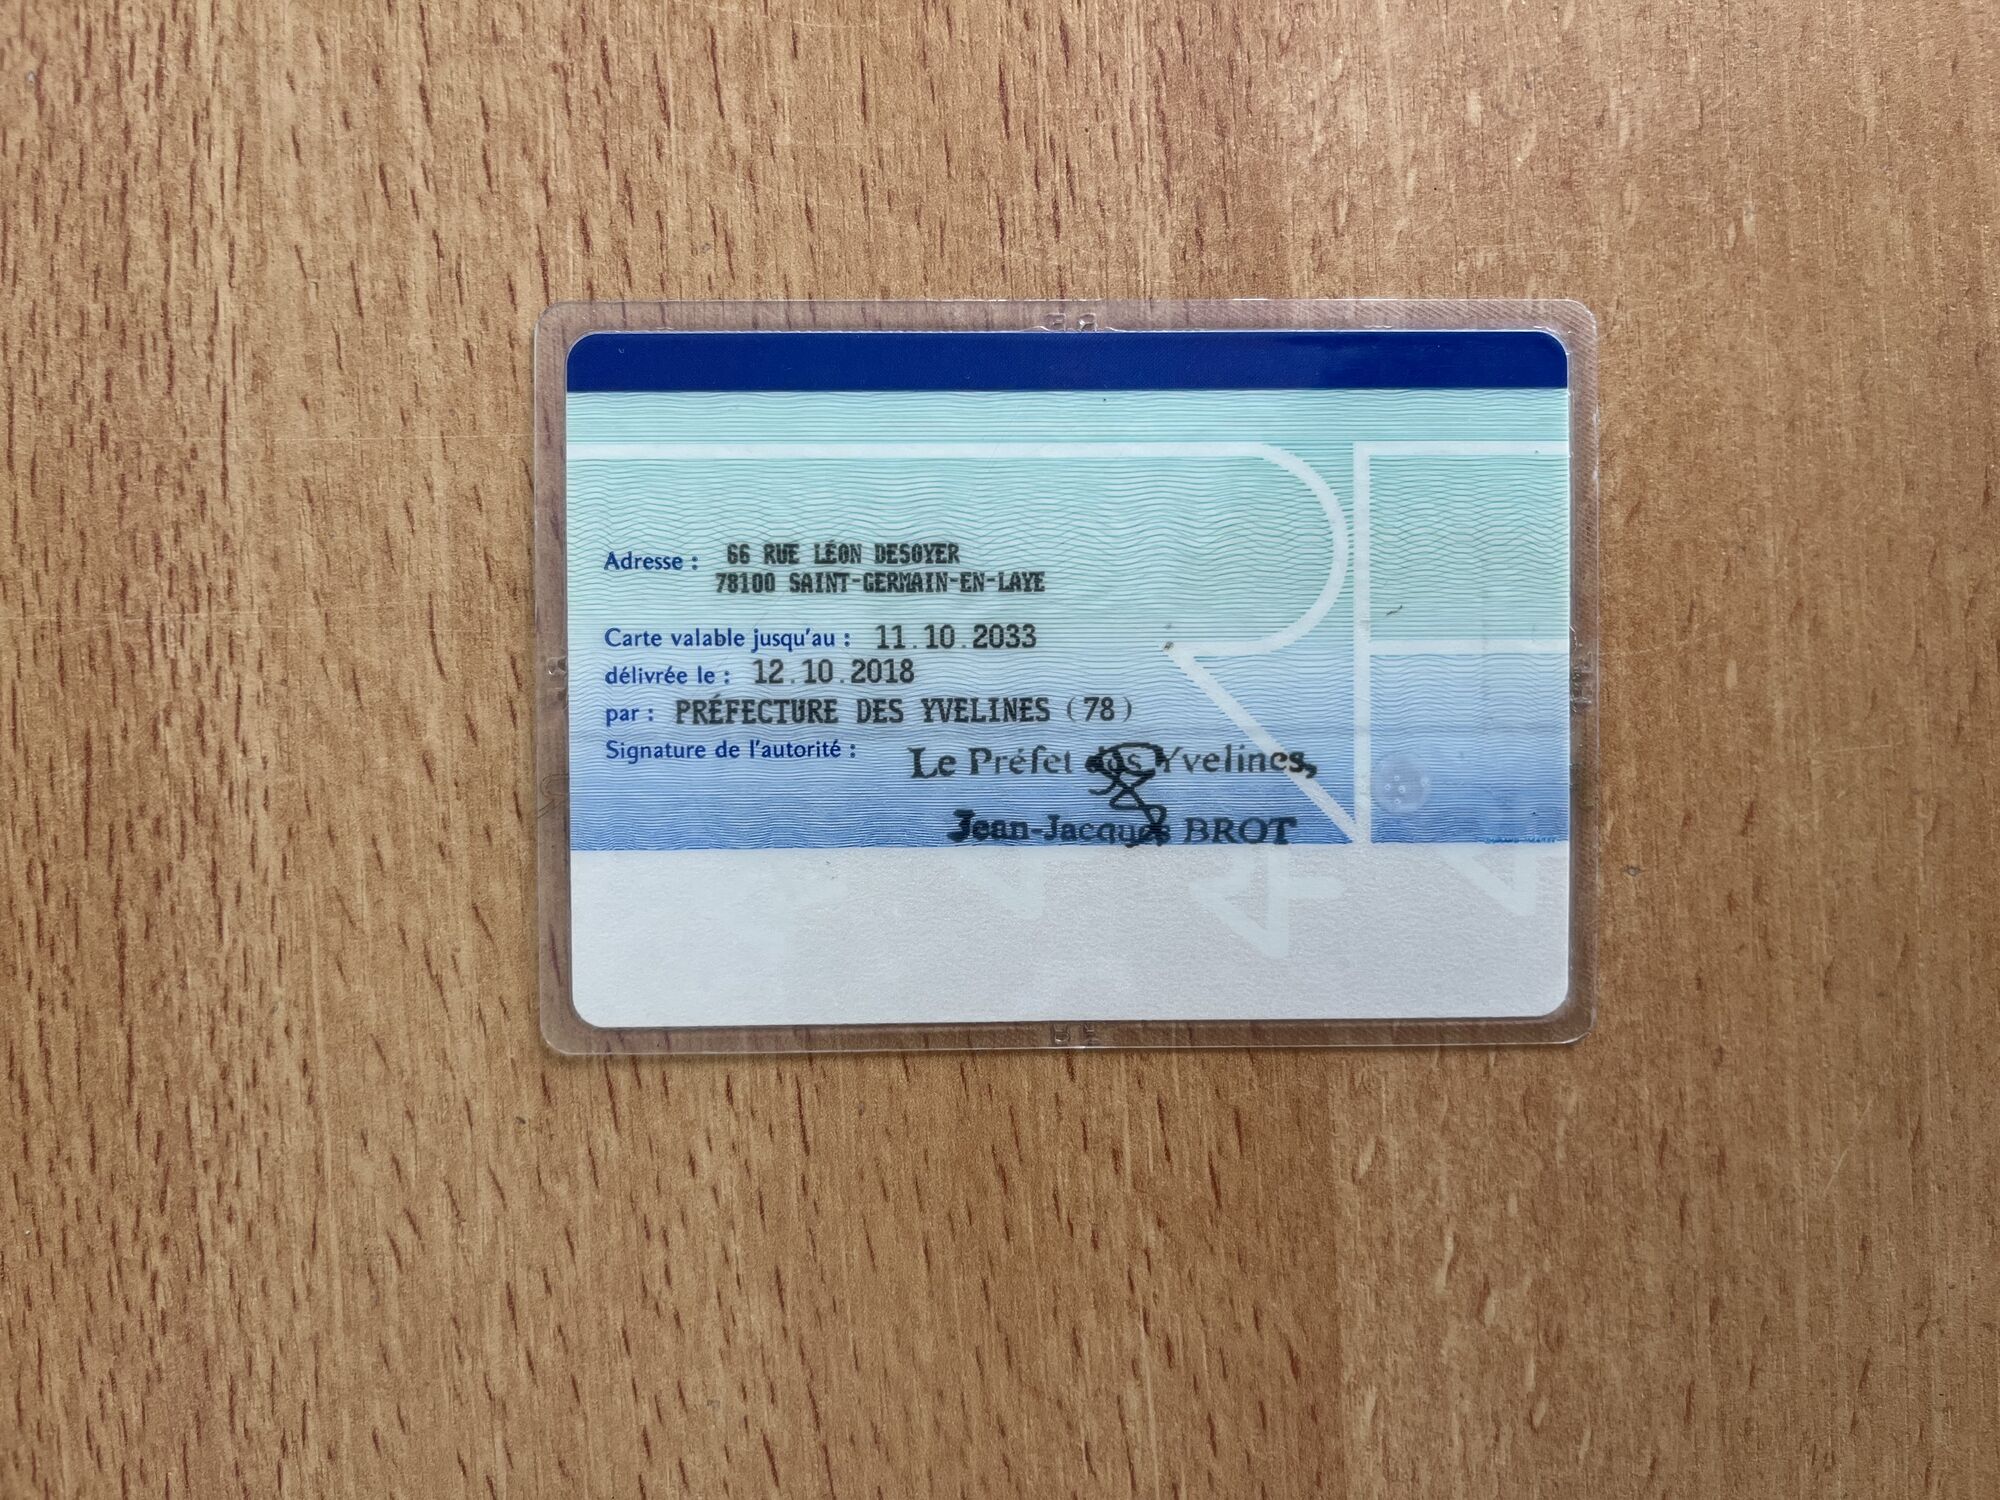 Adresse : 66 RUE LÉON DESOYER
78100 SAINT-GERMAIN-EN-LAYE
Carte valable jusqu'au : 11.10.2033
délivrée le : 12.10.2018
par : PRÉFECTURE DES YVELINES (78)
Signature de l'autorité :
Le Préfet des Yvelines,
Jean-Jacques BROT